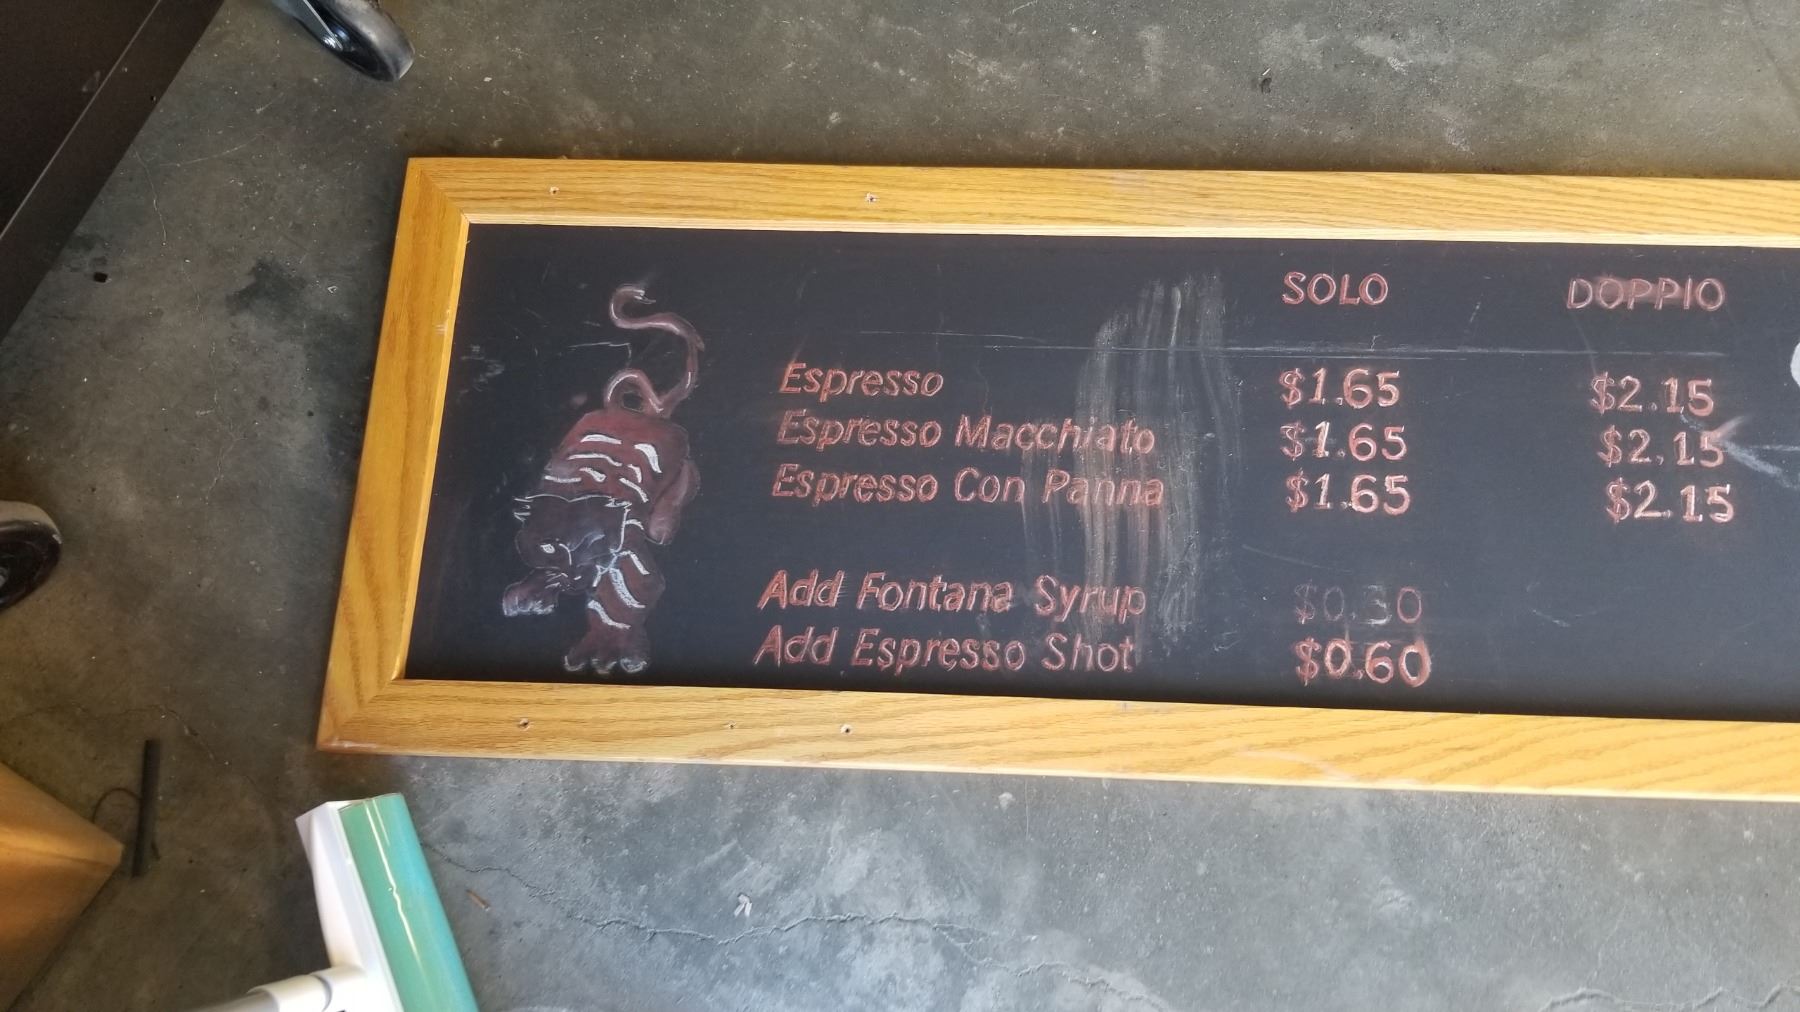 SOLO DOPPIO
Espresso $1.65 $2.15
Espresso Macchiato $1.65 $2.15
Espresso Con Panna $1.65 $2.15
Add Fontana Syrup $0.30
Add Espresso Shot $0.60